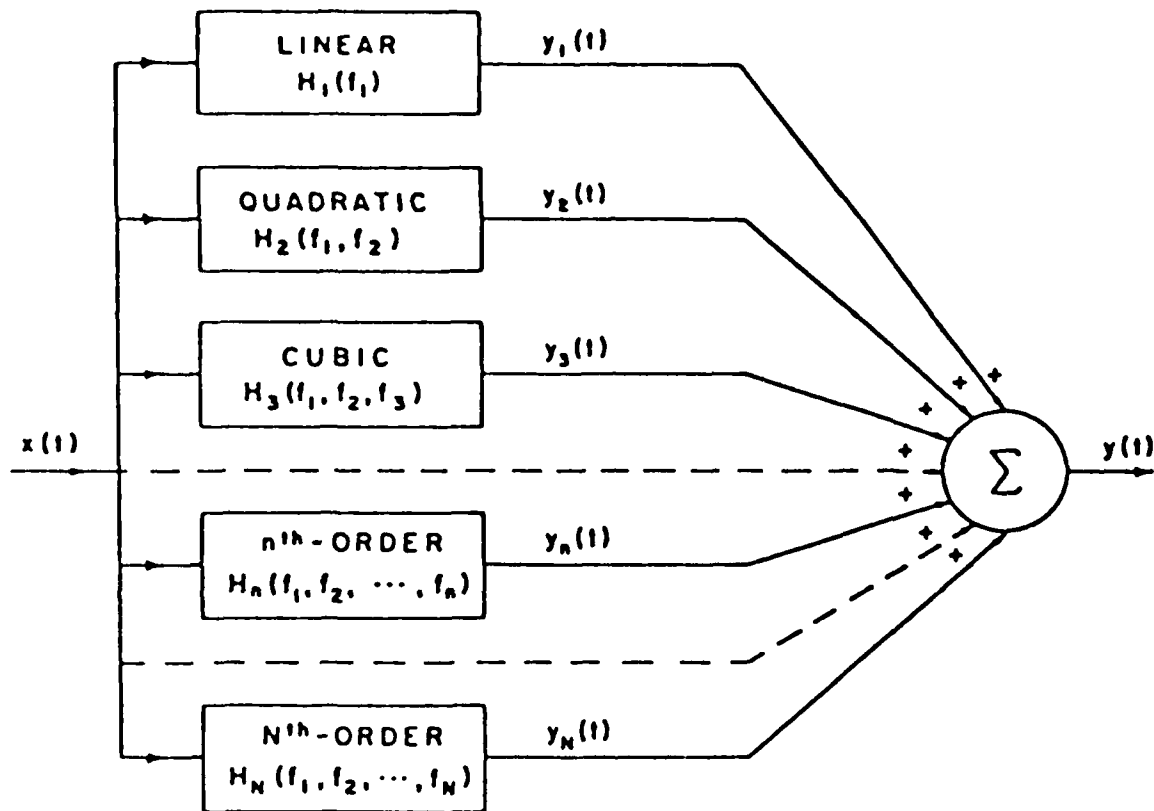 LINEAR
H₁(f₁)
y₁(t)
QUADRATIC
H₂(f₁, f₂)
y₂(t)
CUBIC
H₃(f₁, f₂, f₃)
y₃(t)
+ +
+
+
x(t)
Σ
y(t)
+
+
+
nᵗʰ-ORDER
Hₙ(f₁, f₂, ⋯, fₙ)
yₙ(t)
Nᵗʰ-ORDER
H_N(f₁, f₂, ⋯, f_N)
y_N(t)